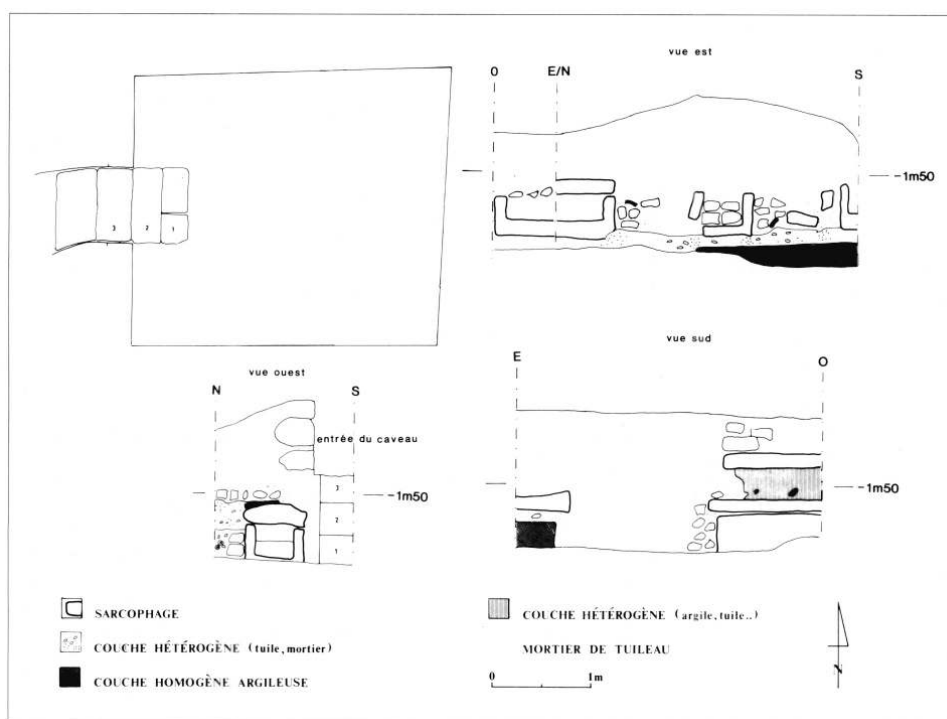 vue est
O E/N S
-1m50
3 2 1
vue sud
E O
-1m50
vue ouest
N S
entrée du caveau
3
-1m50
2
1
SARCOPHAGE
COUCHE HÉTÉROGÈNE (tuile, mortier)
COUCHE HOMOGÈNE ARGILEUSE
COUCHE HÉTÉROGÈNE (argile, tuile..)
MORTIER DE TUILEAU
0 1m
N